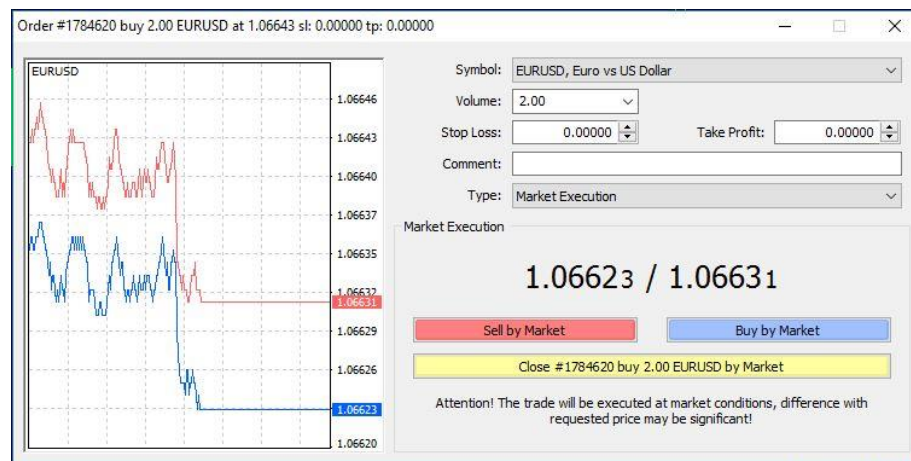 Order #1784620 buy 2.00 EURUSD at 1.06643 sl: 0.00000 tp: 0.00000
EURUSD
1.06646
1.06643
1.06640
1.06637
1.06635
1.06632
1.06631
1.06629
1.06626
1.06623
1.06620
Symbol: EURUSD, Euro vs US Dollar
Volume: 2.00
Stop Loss: 0.00000 Take Profit: 0.00000
Comment:
Type: Market Execution
Market Execution
1.06623 / 1.06631
Sell by Market Buy by Market
Close #1784620 buy 2.00 EURUSD by Market
Attention! The trade will be executed at market conditions, difference with
requested price may be significant!